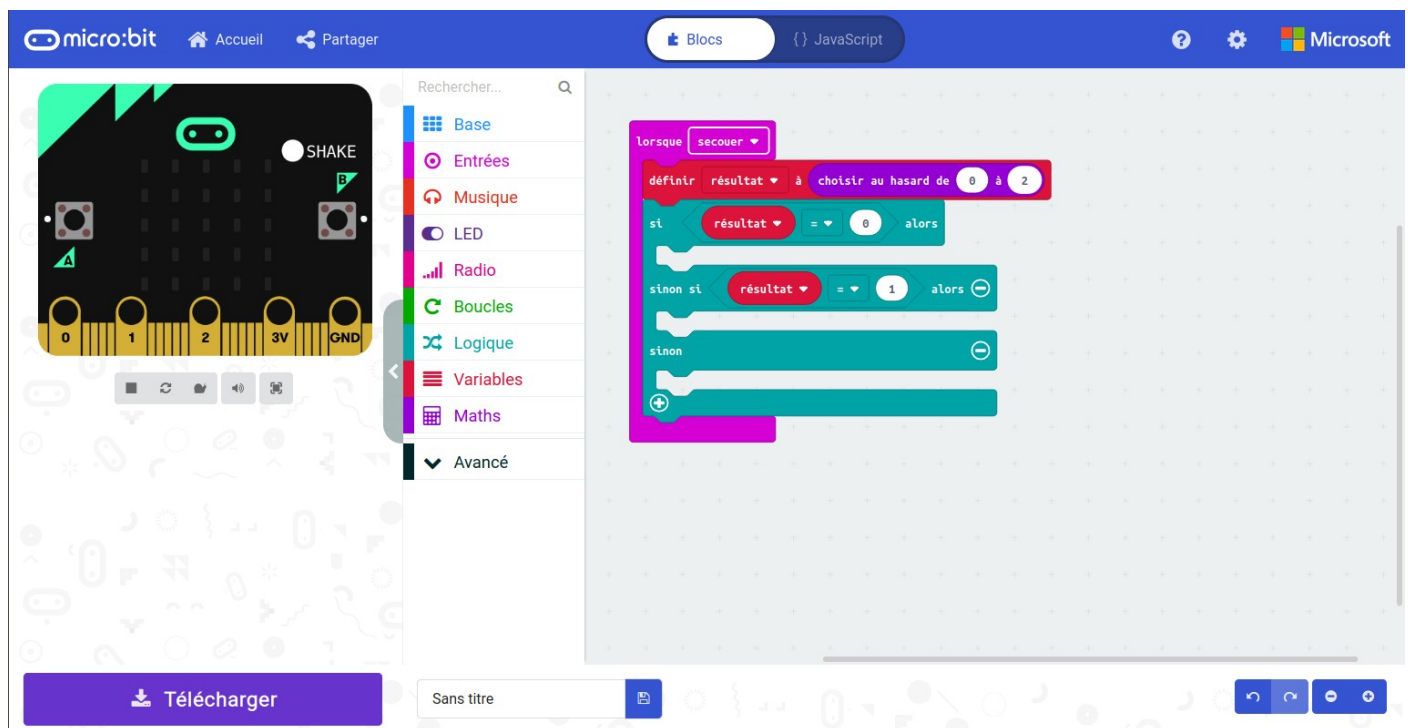 micro:bit Accueil Partager Blocs {} JavaScript ? Microsoft
SHAKE
B
A
0 1 2 3V GND
Rechercher...
Base
Entrées
Musique
LED
Radio
Boucles
Logique
Variables
Maths
Avancé
lorsque secouer
définir résultat à choisir au hasard de 0 à 2
si résultat = 0 alors
sinon si résultat = 1 alors
sinon
Télécharger
Sans titre